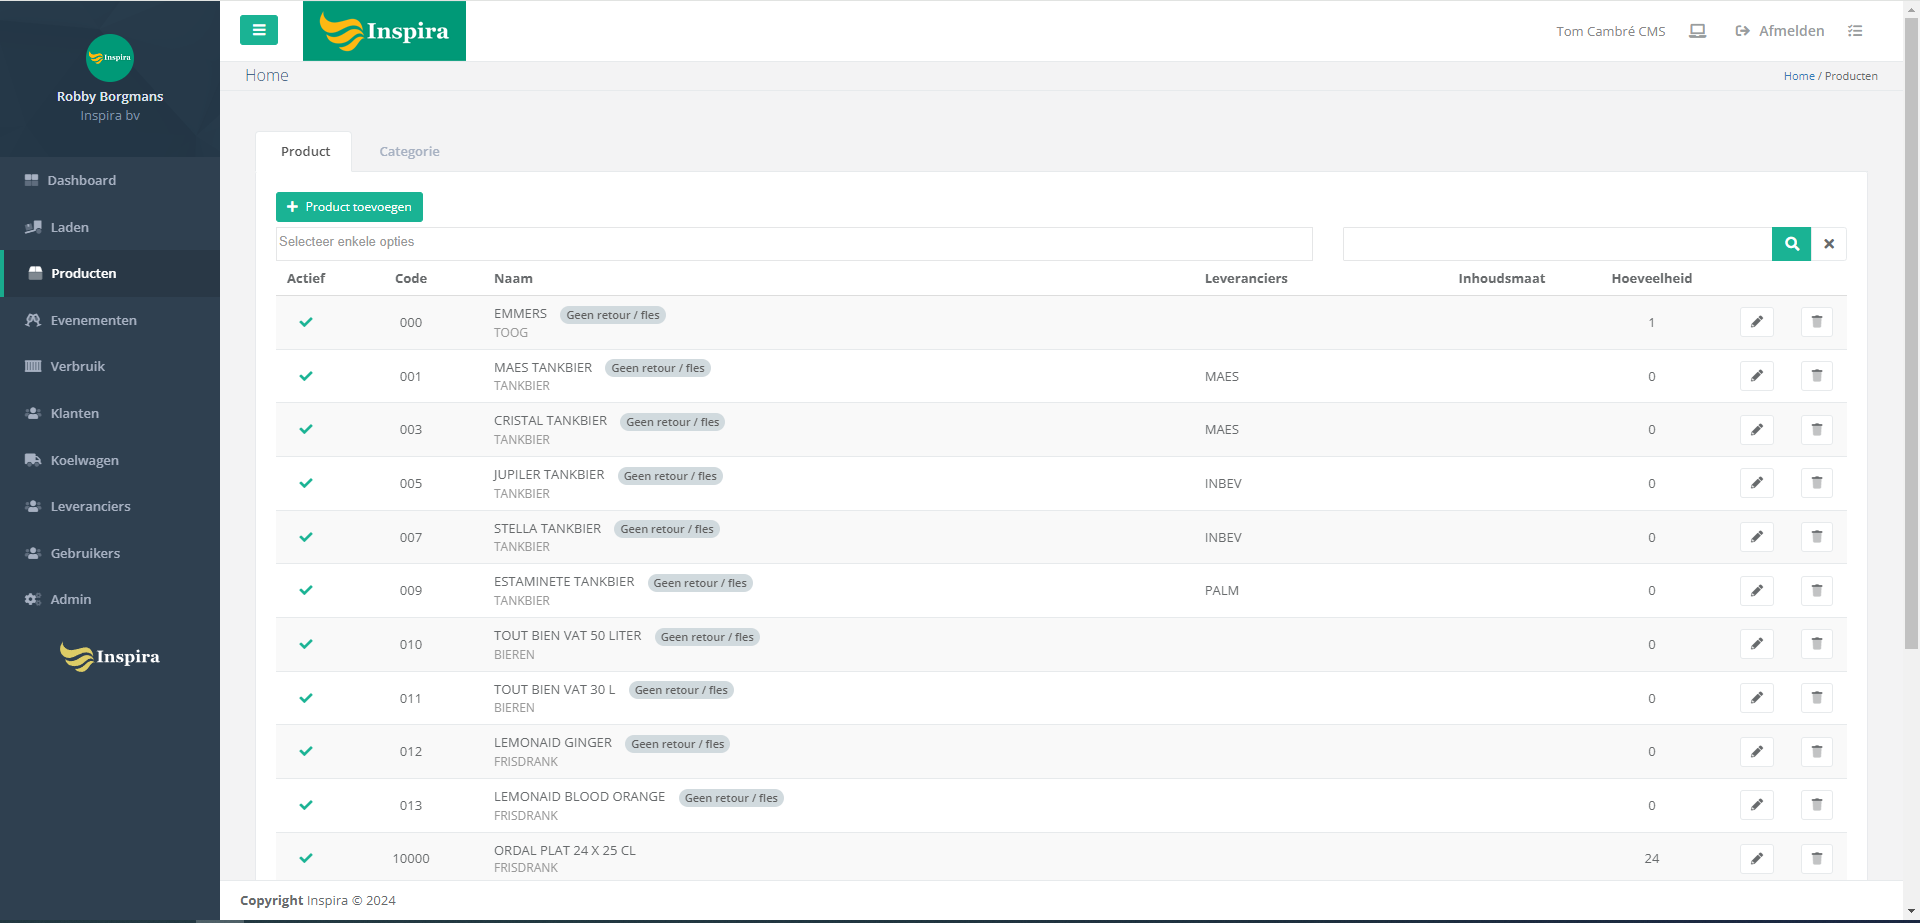 Inspira
Robby Borgmans
Inspira bv
Dashboard
Laden
Producten
Evenementen
Verbruik
Klanten
Koelwagen
Leveranciers
Gebruikers
Admin
Inspira
Inspira
Tom Cambré CMS
Afmelden
Home
Home / Producten
Product
Categorie
Product toevoegen
Selecteer enkele opties
Actief Code Naam Leveranciers Inhoudsmaat Hoeveelheid
000 EMMERS Geen retour / fles 1
TOOG
001 MAES TANKBIER Geen retour / fles MAES 0
TANKBIER
003 CRISTAL TANKBIER Geen retour / fles MAES 0
TANKBIER
005 JUPILER TANKBIER Geen retour / fles INBEV 0
TANKBIER
007 STELLA TANKBIER Geen retour / fles INBEV 0
TANKBIER
009 ESTAMINETE TANKBIER Geen retour / fles PALM 0
TANKBIER
010 TOUT BIEN VAT 50 LITER Geen retour / fles 0
BIEREN
011 TOUT BIEN VAT 30 L Geen retour / fles 0
BIEREN
012 LEMONAID GINGER Geen retour / fles 0
FRISDRANK
013 LEMONAID BLOOD ORANGE Geen retour / fles 0
FRISDRANK
10000 ORDAL PLAT 24 X 25 CL 24
FRISDRANK
Copyright Inspira © 2024